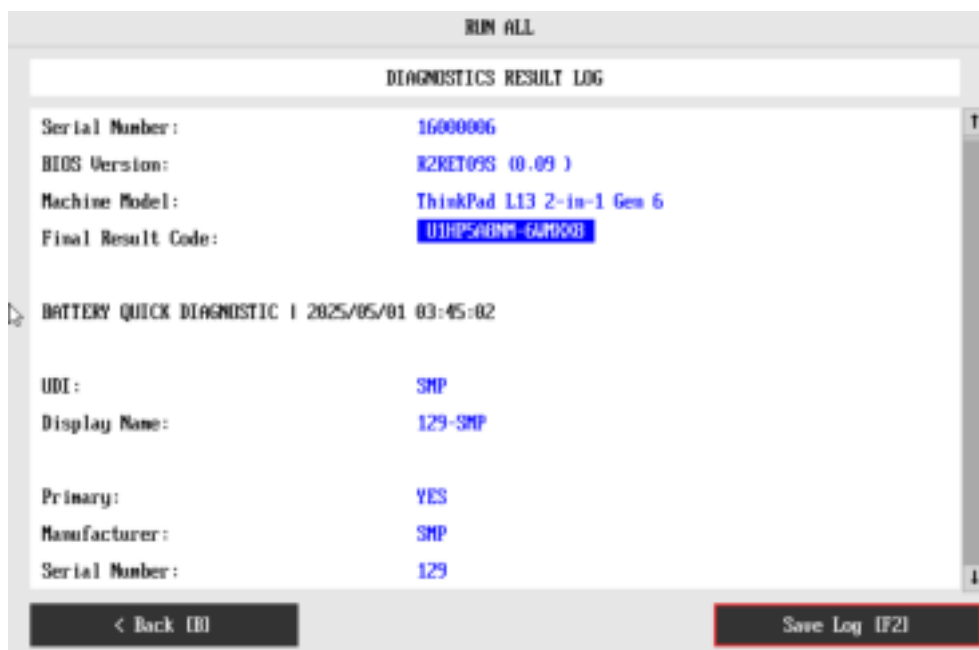 RUN ALL
DIAGNOSTICS RESULT LOG
Serial Number: 16000006
BIOS Version: R2RET09S (0.09 )
Machine Model: ThinkPad L13 2-in-1 Gen 6
Final Result Code:
BATTERY QUICK DIAGNOSTIC | 2025/05/01 03:45:02
UDI: SMP
Display Name: 129-SMP
Primary: YES
Manufacturer: SMP
Serial Number: 129
< Back [B]
Save Log [F2]